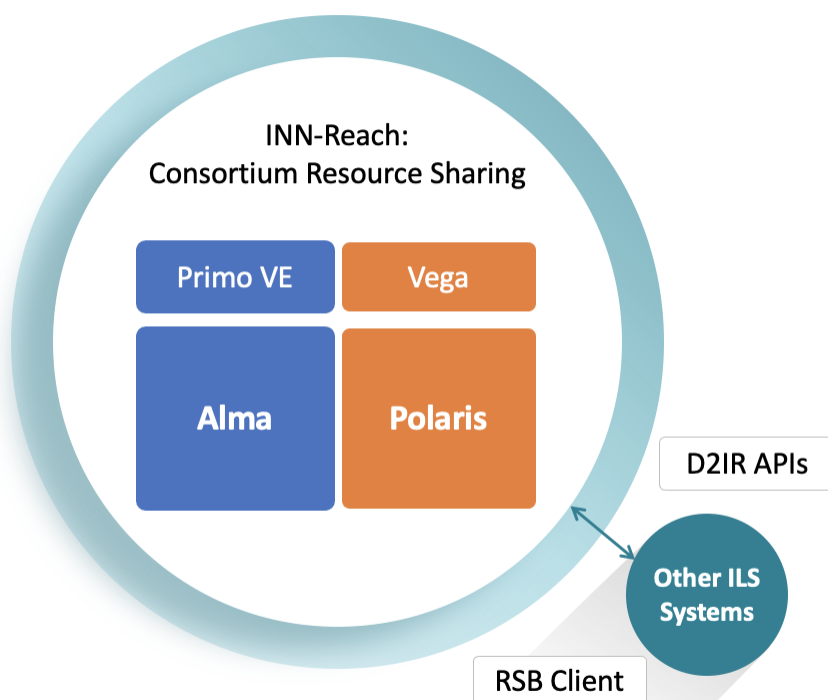 INN-Reach:
Consortium Resource Sharing
Primo VE
Vega
Alma
Polaris
D2IR APIs
Other ILS
Systems
RSB Client